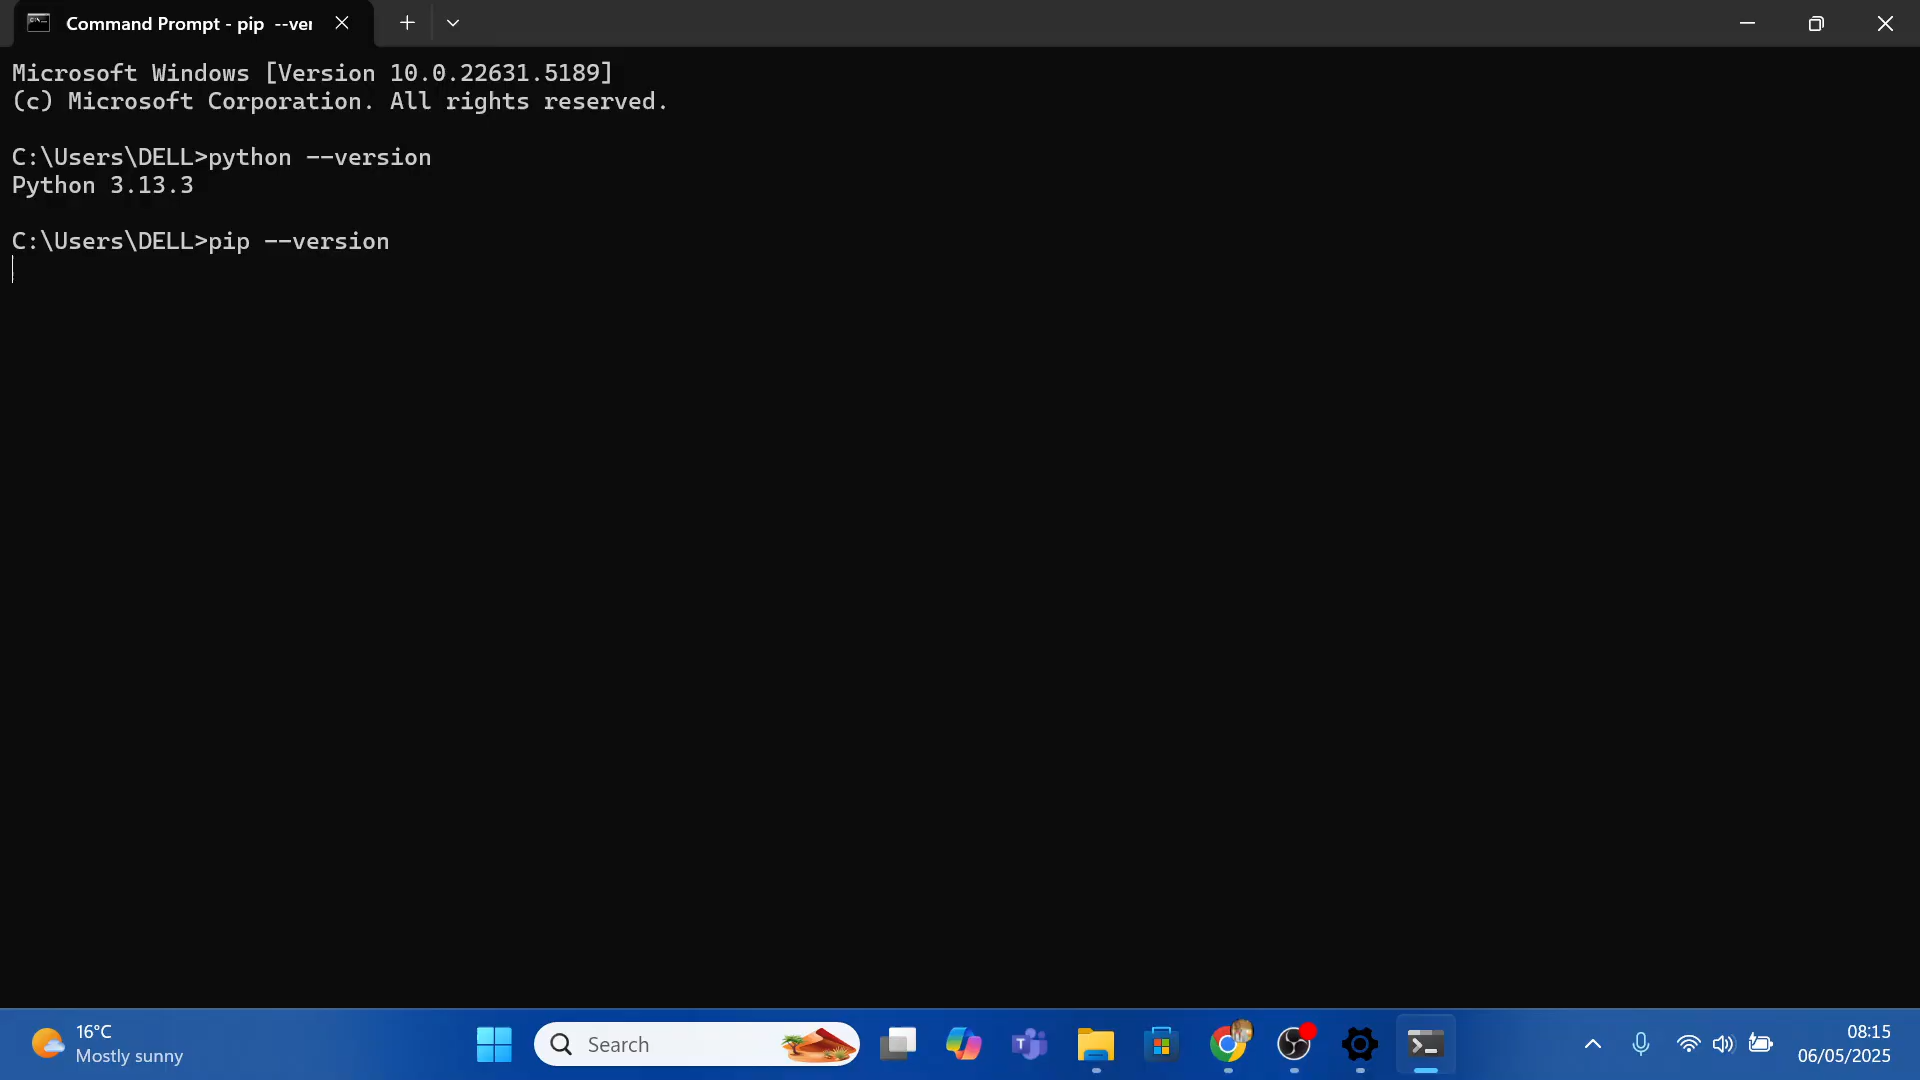 Command Prompt - pip --ver
Microsoft Windows [Version 10.0.22631.5189]
(c) Microsoft Corporation. All rights reserved.
C:\Users\DELL>python --version
Python 3.13.3
C:\Users\DELL>pip --version
16°C
Mostly sunny
Search
08:15
06/05/2025